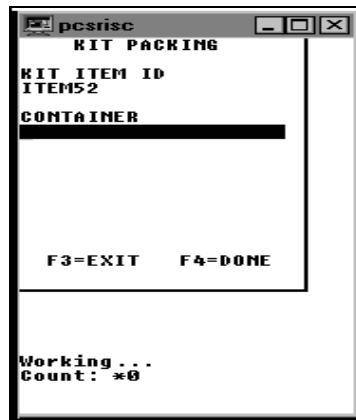 pcsrisc
KIT PACKING
KIT ITEM ID
ITEM52
CONTAINER
F3=EXIT F4=DONE
Working...
Count: *0